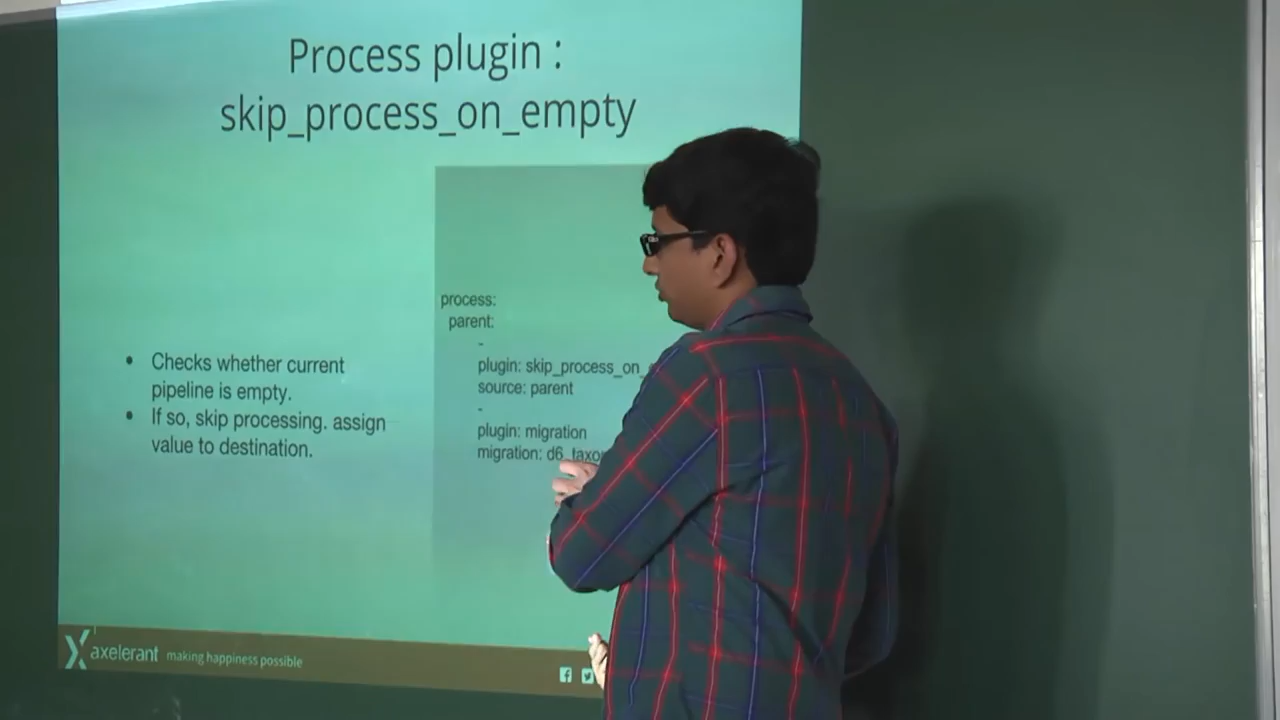 Process plugin :
skip_process_on_empty
process:
parent:
-
plugin: skip_process_on_
source: parent
-
plugin: migration
migration: d6_taxo
• Checks whether current
pipeline is empty.
• If so, skip processing. assign
value to destination.
axelerant making happiness possible